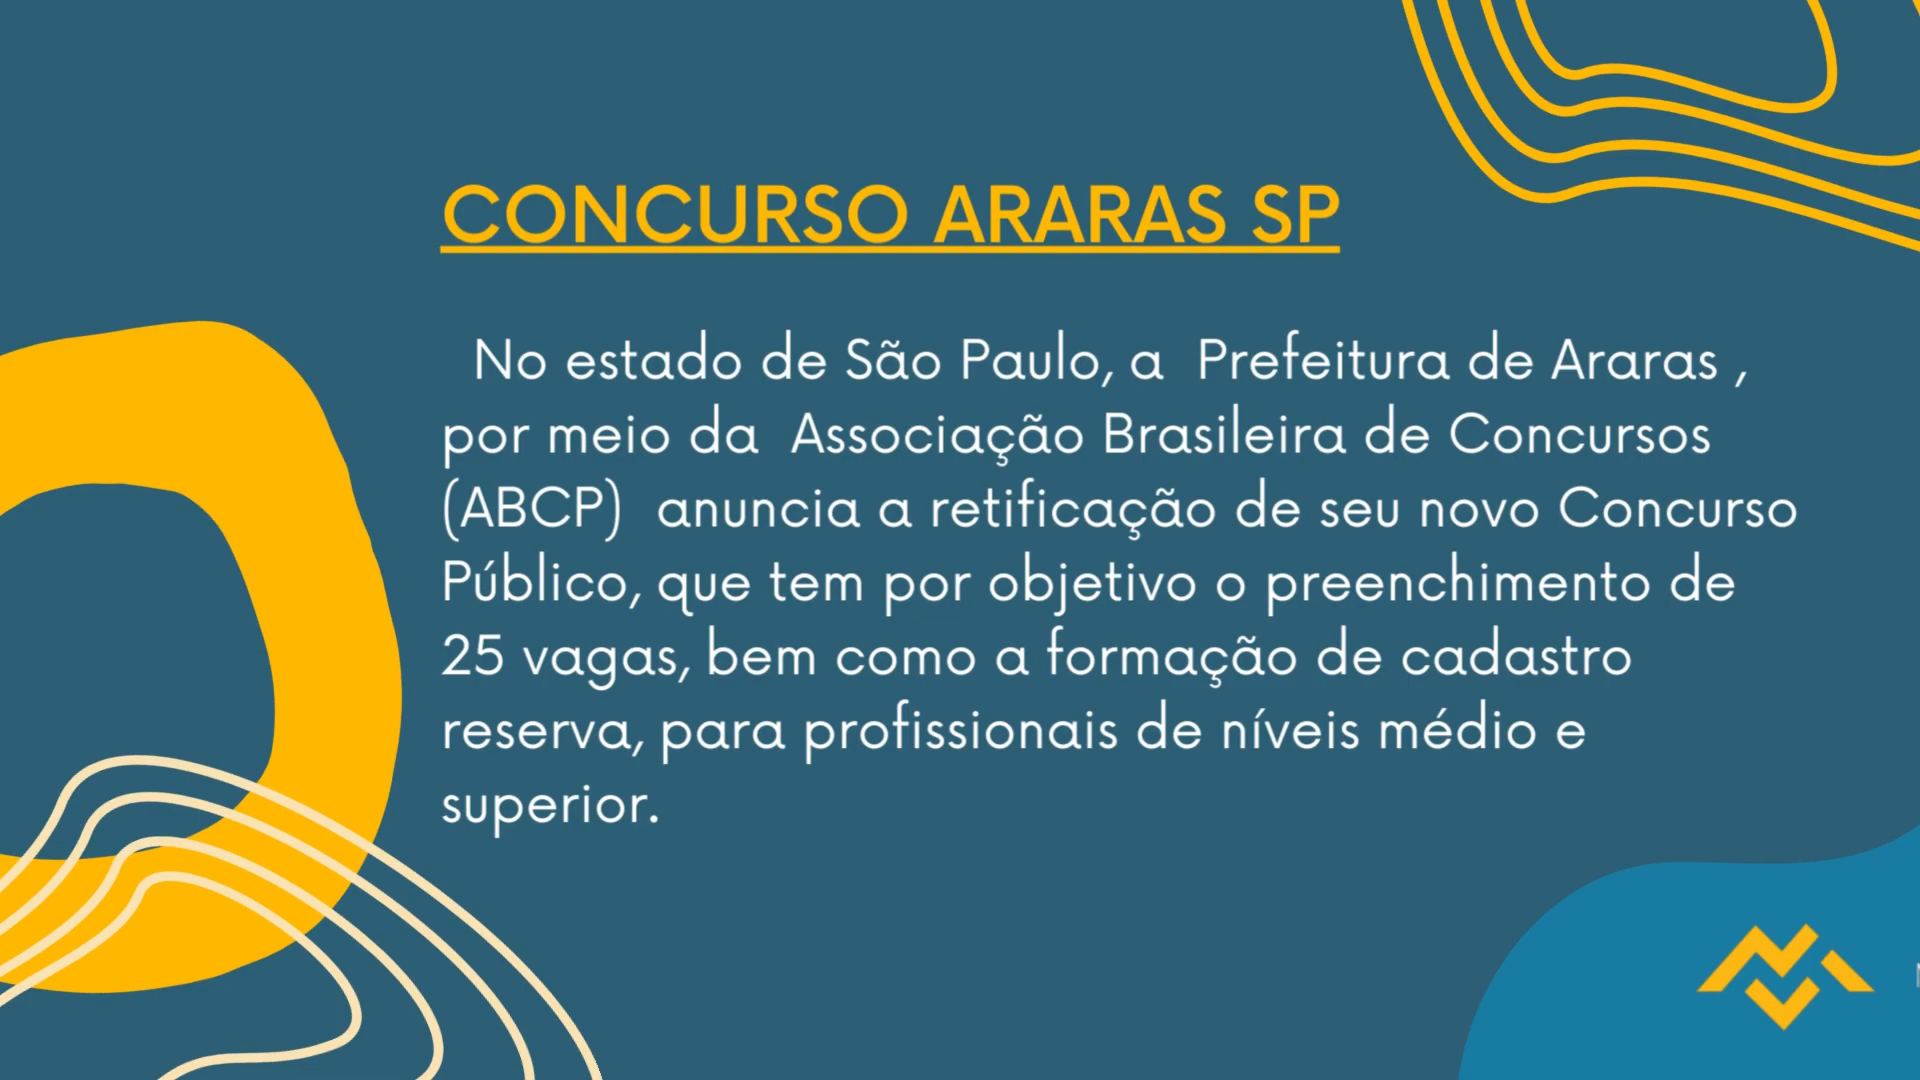 CONCURSO ARARAS SP
No estado de São Paulo, a Prefeitura de Araras ,
por meio da Associação Brasileira de Concursos
(ABCP) anuncia a retificação de seu novo Concurso
Público, que tem por objetivo o preenchimento de
25 vagas, bem como a formação de cadastro
reserva, para profissionais de níveis médio e
superior.